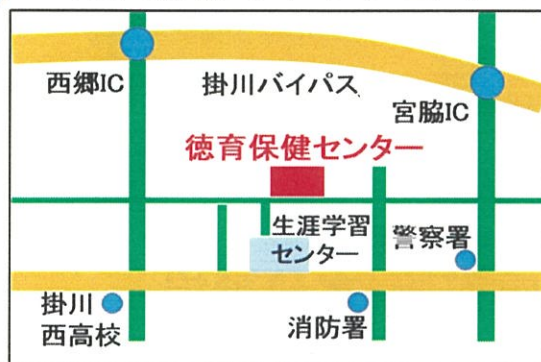 西郷IC
掛川バイパス
宮脇IC
徳育保健センター
生涯学習
センター
警察署
掛川
西高校
消防署